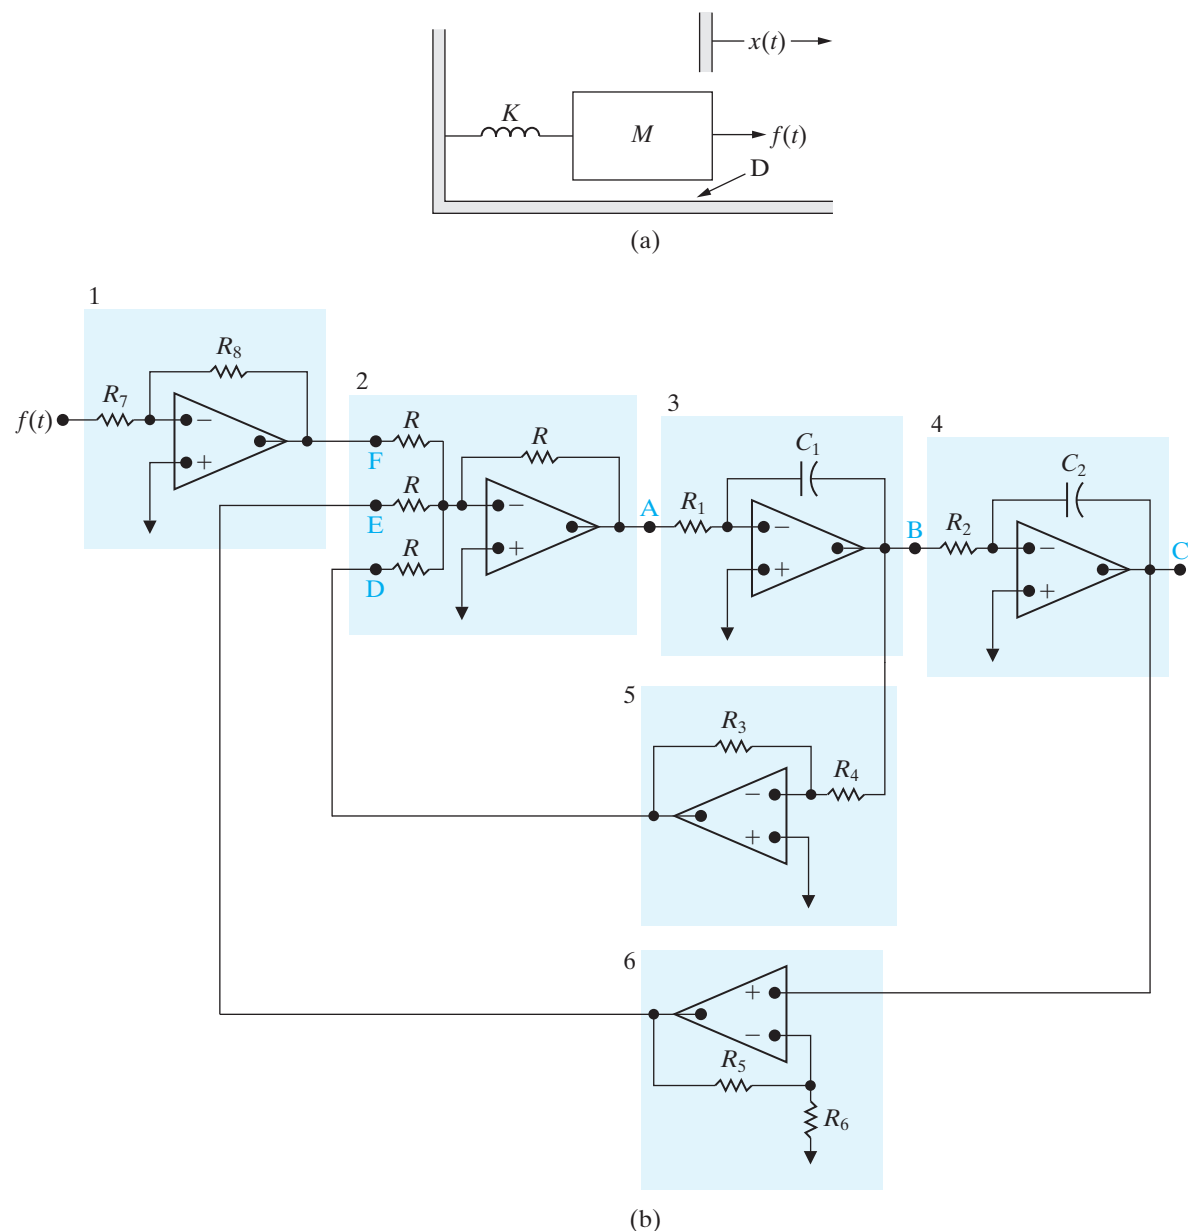 x(t)
K
M
f(t)
D
(a)
1
R8
R7
f(t)
−
+
2
F
R
R
E
R
D
R
−
+
A
3
C1
R1
−
+
B
4
C2
R2
−
+
C
5
R3
R4
−
+
6
+
−
R5
R6
(b)